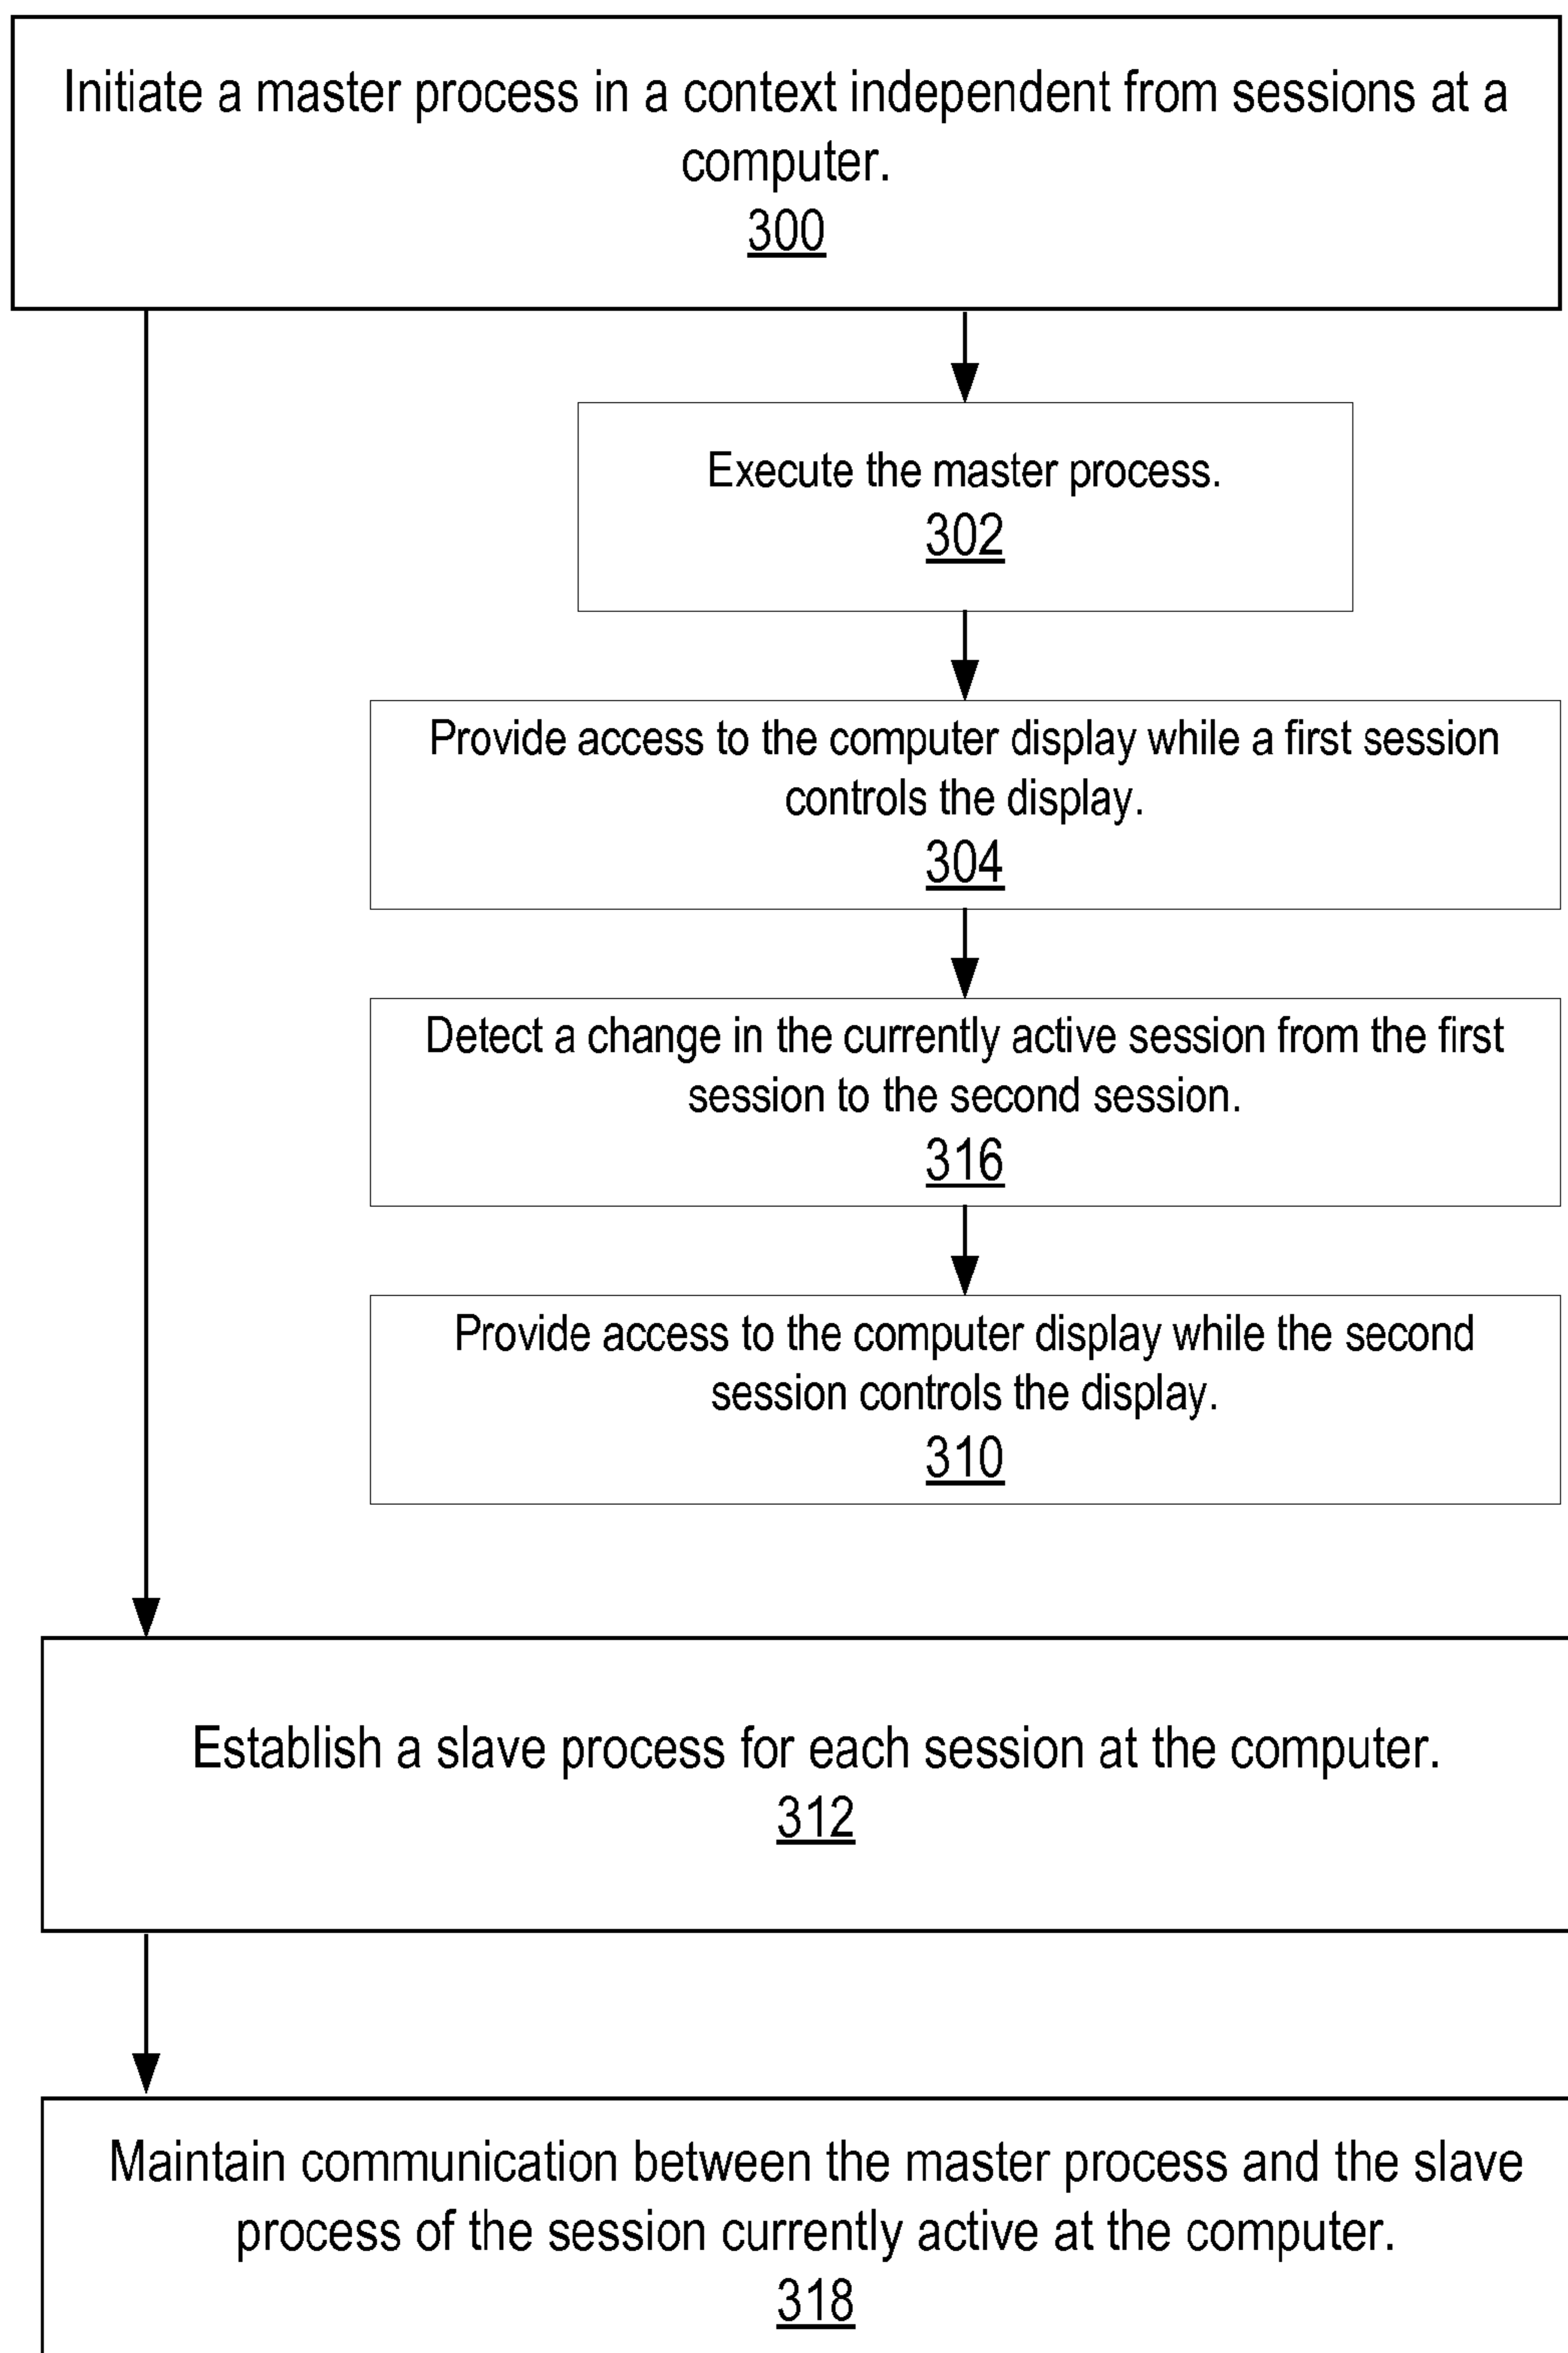 Initiate a master process in a context independent from sessions at a
computer.
300
Execute the master process.
302
Provide access to the computer display while a first session
controls the display.
304
Detect a change in the currently active session from the first
session to the second session.
316
Provide access to the computer display while the second
session controls the display.
310
Establish a slave process for each session at the computer.
312
Maintain communication between the master process and the slave
process of the session currently active at the computer.
318